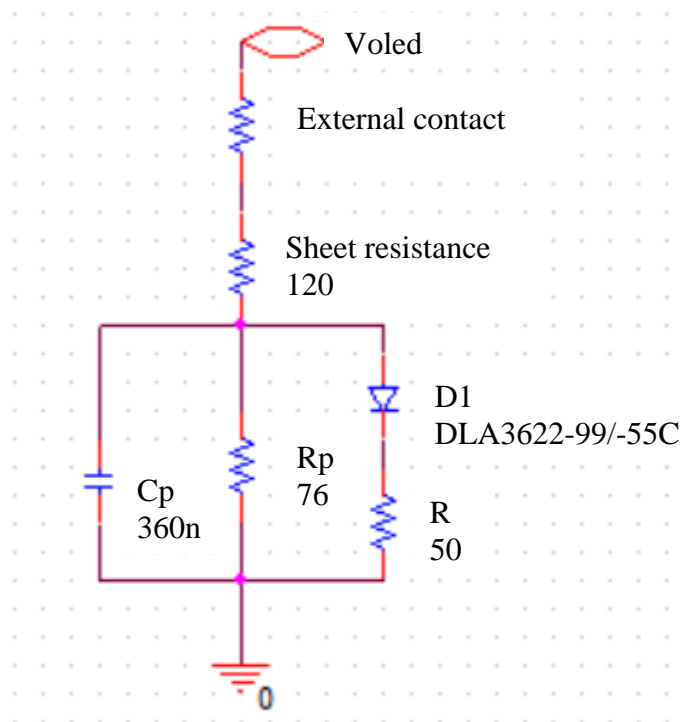 Voled
External contact
Sheet resistance
120
D1
DLA3622-99/-55C
Rp
76
Cp
360n
R
50
0